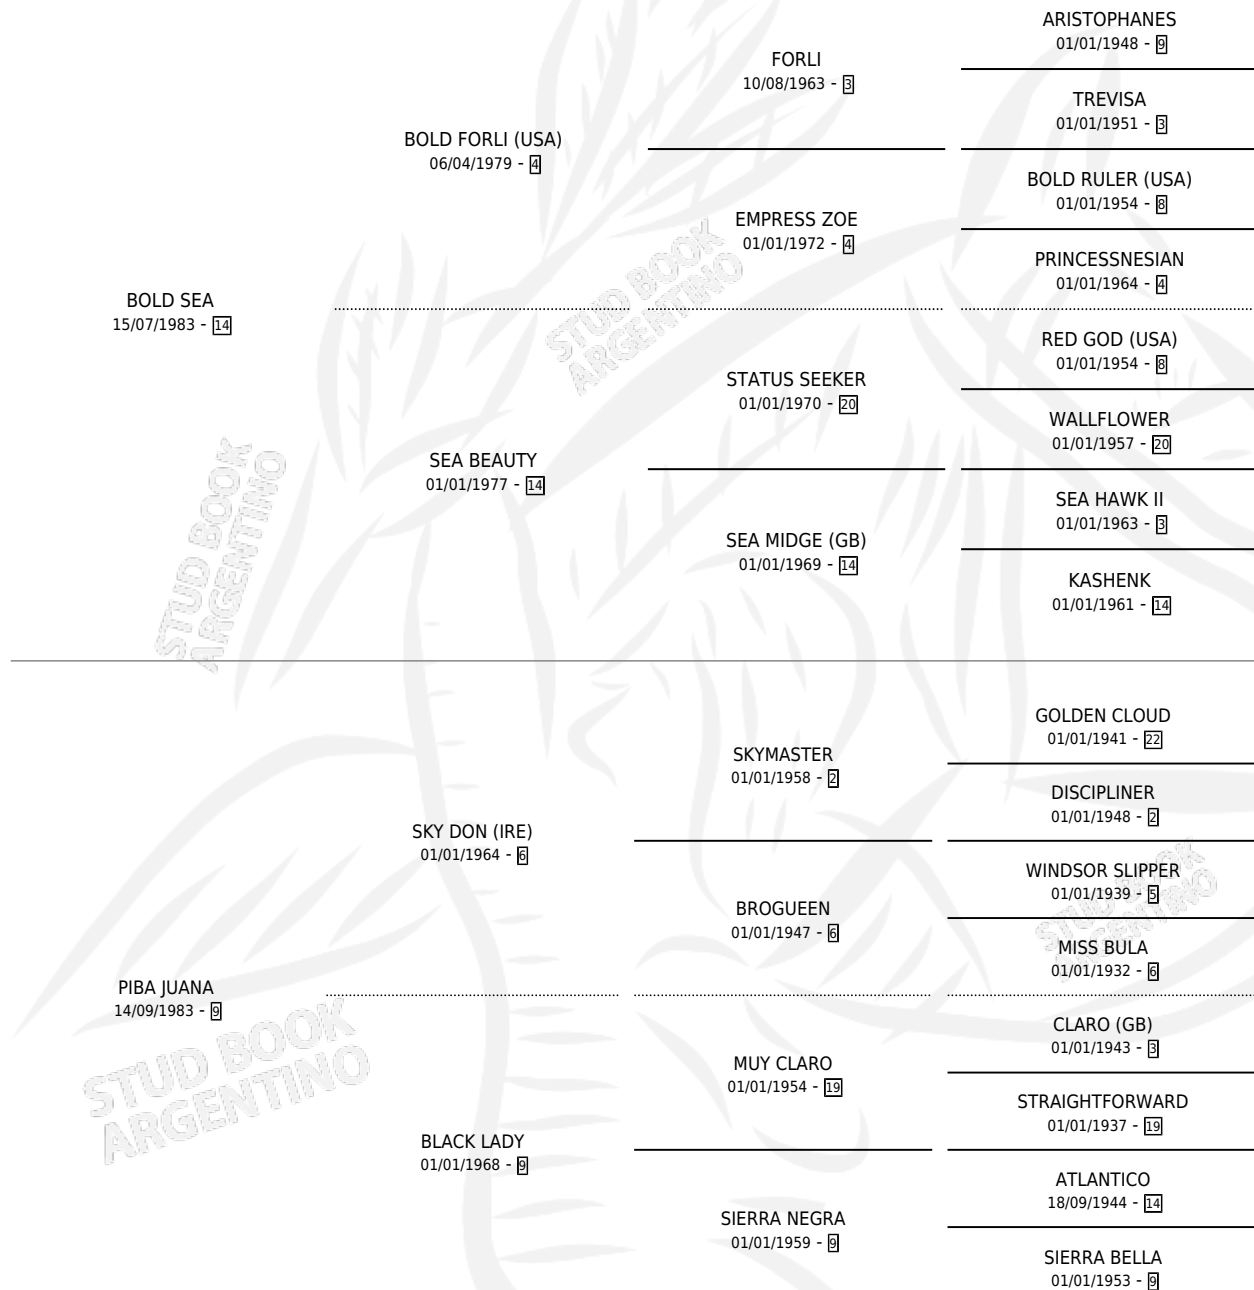 ARISTOPHANES
01/01/1948 - 9
FORLI
10/08/1963 - 3
TREVISA
01/01/1951 - 3
BOLD FORLI (USA)
06/04/1979 - 4
BOLD RULER (USA)
01/01/1954 - 8
EMPRESS ZOE
01/01/1972 - 4
PRINCESSNESIAN
01/01/1964 - 4
BOLD SEA
15/07/1983 - 14
RED GOD (USA)
01/01/1954 - 8
STATUS SEEKER
01/01/1970 - 20
WALLFLOWER
01/01/1957 - 20
SEA BEAUTY
01/01/1977 - 14
SEA HAWK II
01/01/1963 - 3
SEA MIDGE (GB)
01/01/1969 - 14
KASHENK
01/01/1961 - 14
GOLDEN CLOUD
01/01/1941 - 22
SKYMASTER
01/01/1958 - 2
DISCIPLINER
01/01/1948 - 2
SKY DON (IRE)
01/01/1964 - 6
WINDSOR SLIPPER
01/01/1939 - 5
BROGUEEN
01/01/1947 - 6
MISS BULA
01/01/1932 - 6
PIBA JUANA
14/09/1983 - 9
CLARO (GB)
01/01/1943 - 3
MUY CLARO
01/01/1954 - 19
STRAIGHTFORWARD
01/01/1937 - 19
BLACK LADY
01/01/1968 - 9
ATLANTICO
18/09/1944 - 14
SIERRA NEGRA
01/01/1959 - 9
SIERRA BELLA
01/01/1953 - 9
STUD BOOK
ARGENTINO
STUD BOOK
ARGENTINO
STUD BOOK
ARGENTINO
STUD BOOK
ARGENTINO